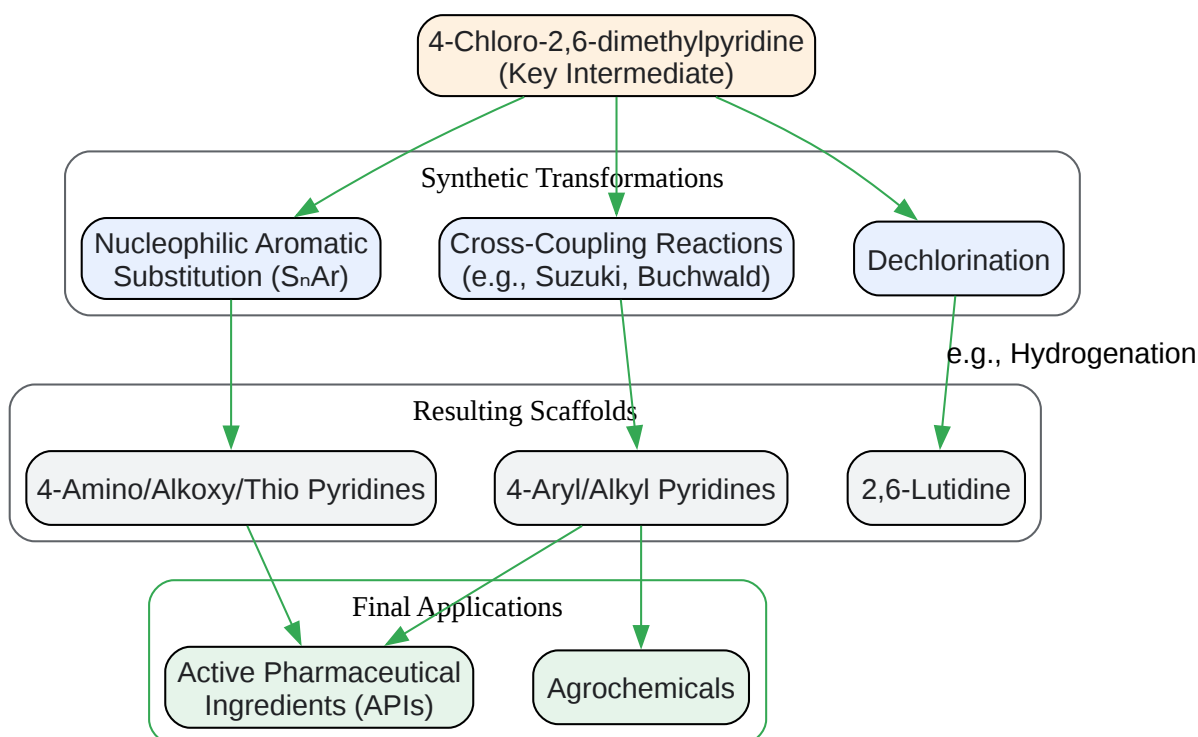 4-Chloro-2,6-dimethylpyridine
(Key Intermediate)
Synthetic Transformations
Nucleophilic Aromatic
Substitution (SₙAr)
Cross-Coupling Reactions
(e.g., Suzuki, Buchwald)
Dechlorination
e.g., Hydrogenation
Resulting Scaffolds
4-Amino/Alkoxy/Thio Pyridines
4-Aryl/Alkyl Pyridines
2,6-Lutidine
Final Applications
Active Pharmaceutical
Ingredients (APIs)
Agrochemicals